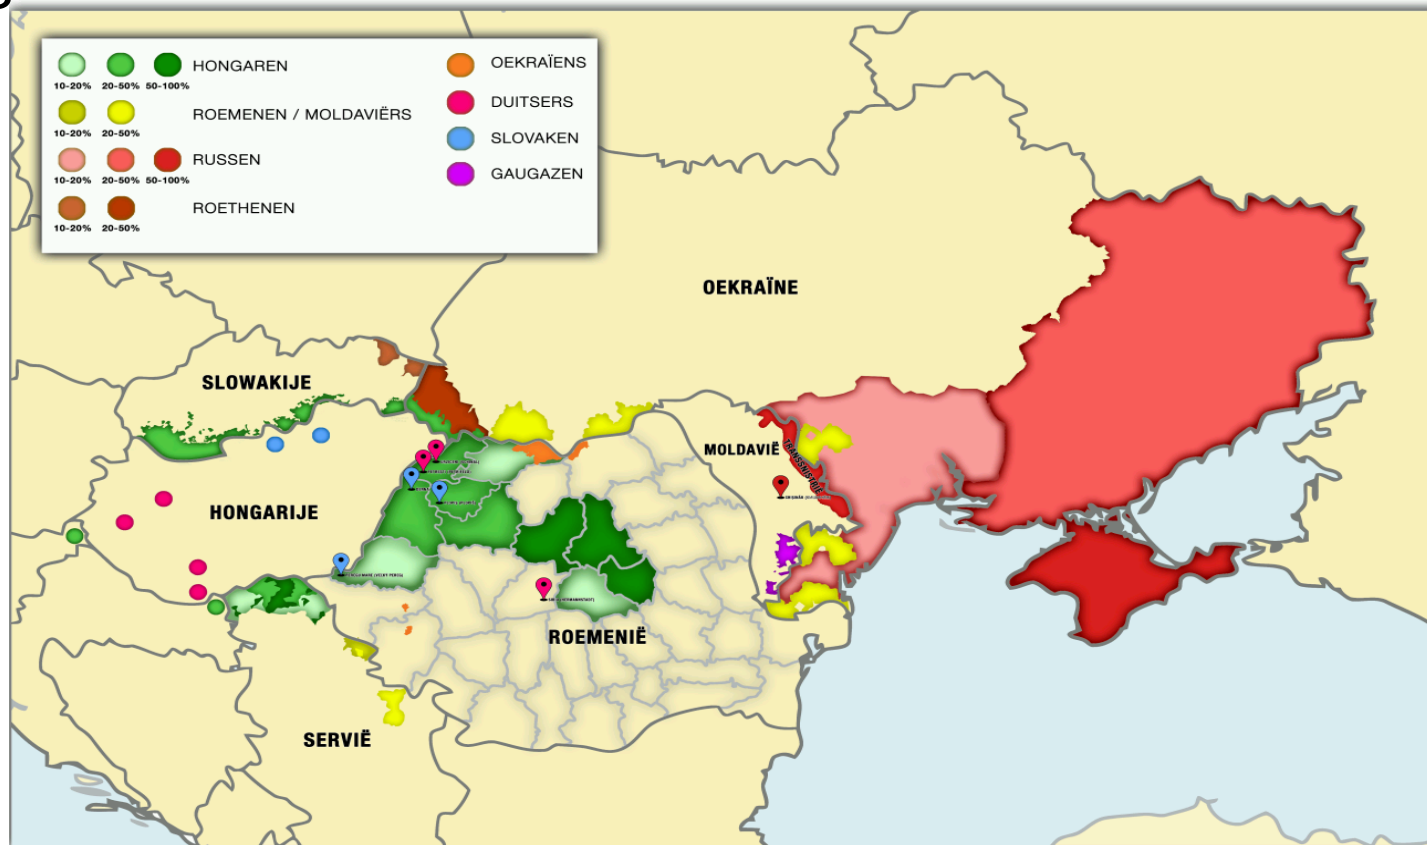 HONGAREN
10-20% 20-50% 50-100%
ROEMENEN / MOLDAVIËRS
10-20% 20-50%
RUSSEN
10-20% 20-50% 50-100%
ROETHENEN
10-20% 20-50%
OEKRAÏENS
DUITSERS
SLOVAKEN
GAUGAZEN
OEKRAÏNE
SLOWAKIJE
MOLDAVIË
TRANSSNISTRIË
HONGARIJE
ROEMENIË
SERVIË